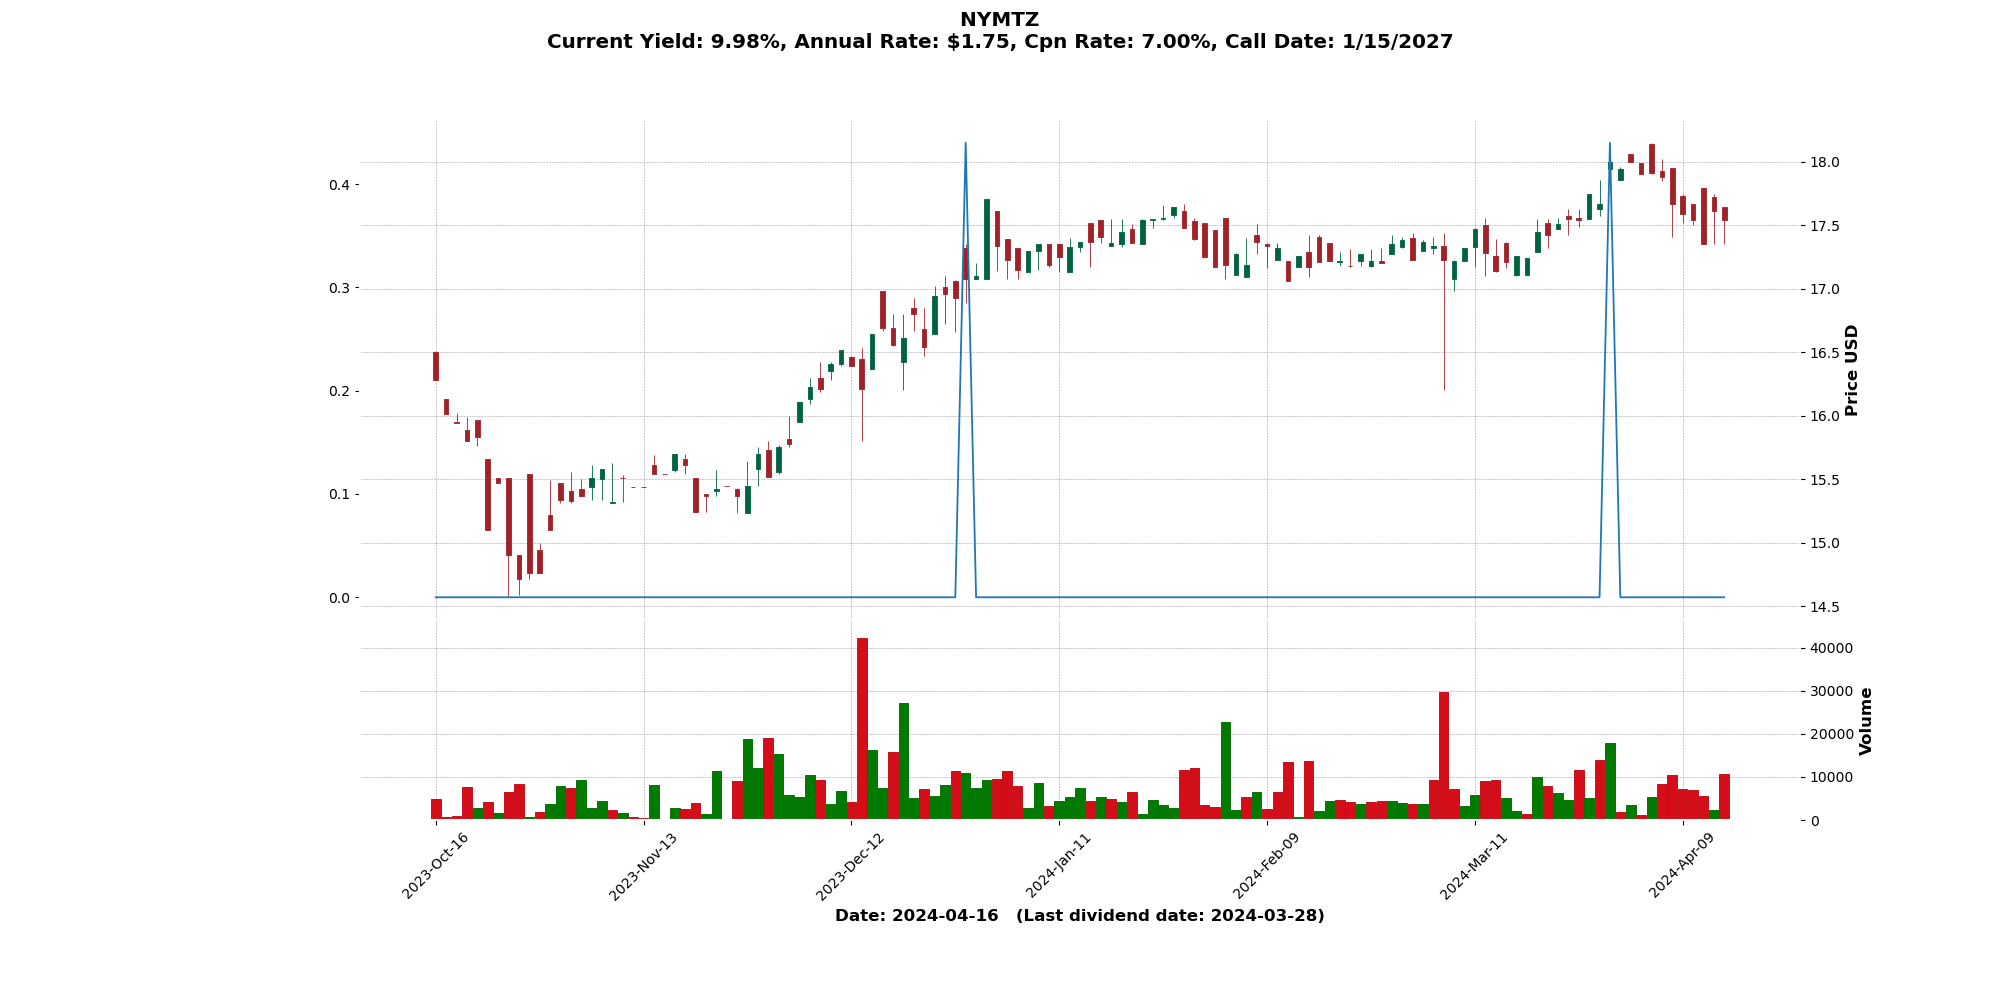 NYMTZ
Current Yield: 9.98%, Annual Rate: $1.75, Cpn Rate: 7.00%, Call Date: 1/15/2027
0.4
0.3
0.2
0.1
0.0
18.0
17.5
17.0
16.5
16.0
15.5
15.0
14.5
Price USD
40000
30000
20000
10000
0
Volume
2023-Oct-16
2023-Nov-13
2023-Dec-12
2024-Jan-11
2024-Feb-09
2024-Mar-11
2024-Apr-09
Date: 2024-04-16 (Last dividend date: 2024-03-28)